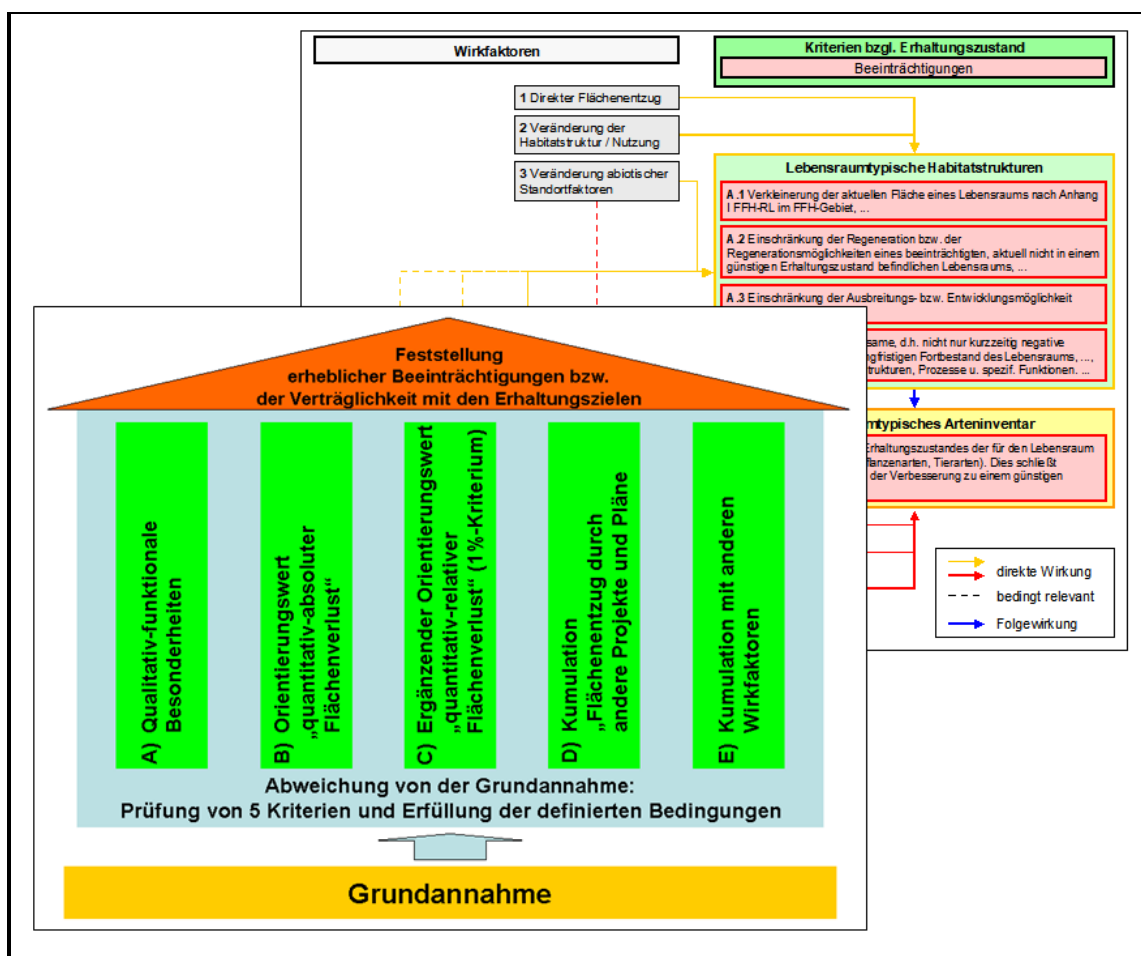 Wirkfaktoren
Kriterien bzgl. Erhaltungszustand
Beeinträchtigungen
1 Direkter Flächenentzug
2 Veränderung der
Habitatstruktur / Nutzung
3 Veränderung abiotischer
Standortfaktoren
Lebensraumtypische Habitatstrukturen
A.1 Verkleinerung der aktuellen Fläche eines Lebensraums nach Anhang
I FFH-RL im FFH-Gebiet, ...
A.2 Einschränkung der Regeneration bzw. der
Regenerationsmöglichkeiten eines beeinträchtigten, aktuell nicht in einem
günstigen Erhaltungszustand befindlichen Lebensraums, ...
A.3 Einschränkung der Ausbreitungs- bzw. Entwicklungsmöglichkeit
same, d.h. nicht nur kurzzeitig negative
ngfristigen Fortbestand des Lebensraums, ...,
strukturen, Prozesse u. spezif. Funktionen. ...
mtypisches Arteninventar
Erhaltungszustandes der für den Lebensraum
flanzenarten, Tierarten). Dies schließt
der Verbesserung zu einem günstigen
direkte Wirkung
bedingt relevant
Folgewirkung
Feststellung
erheblicher Beeinträchtigungen bzw.
der Verträglichkeit mit den Erhaltungszielen
A) Qualitativ-funktionale
Besonderheiten
B) Orientierungswert
„quantitativ-absoluter
Flächenverlust“
C) Ergänzender Orientierungswert
„quantitativ-relativer
Flächenverlust“ (1%-Kriterium)
D) Kumulation
„Flächenentzug durch
andere Projekte und Pläne
E) Kumulation mit anderen
Wirkfaktoren
Abweichung von der Grundannahme:
Prüfung von 5 Kriterien und Erfüllung der definierten Bedingungen
Grundannahme